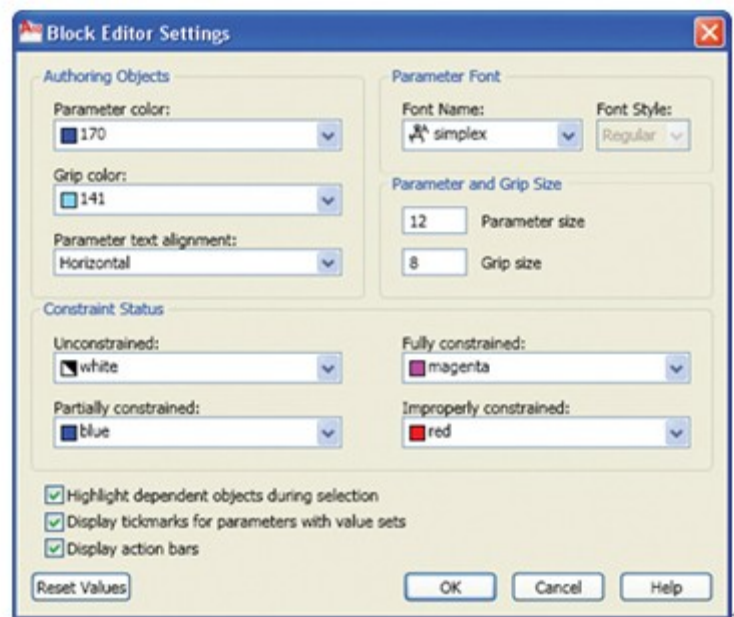 Block Editor Settings
Authoring Objects
Parameter color:
170
Grip color:
141
Parameter text alignment:
Horizontal
Parameter Font
Font Name:
Font Style:
simplex
Regular
Parameter and Grip Size
12 Parameter size
8 Grip size
Constraint Status
Unconstrained:
white
Fully constrained:
magenta
Partially constrained:
blue
Improperly constrained:
red
Highlight dependent objects during selection
Display tickmarks for parameters with value sets
Display action bars
Reset Values
OK
Cancel
Help